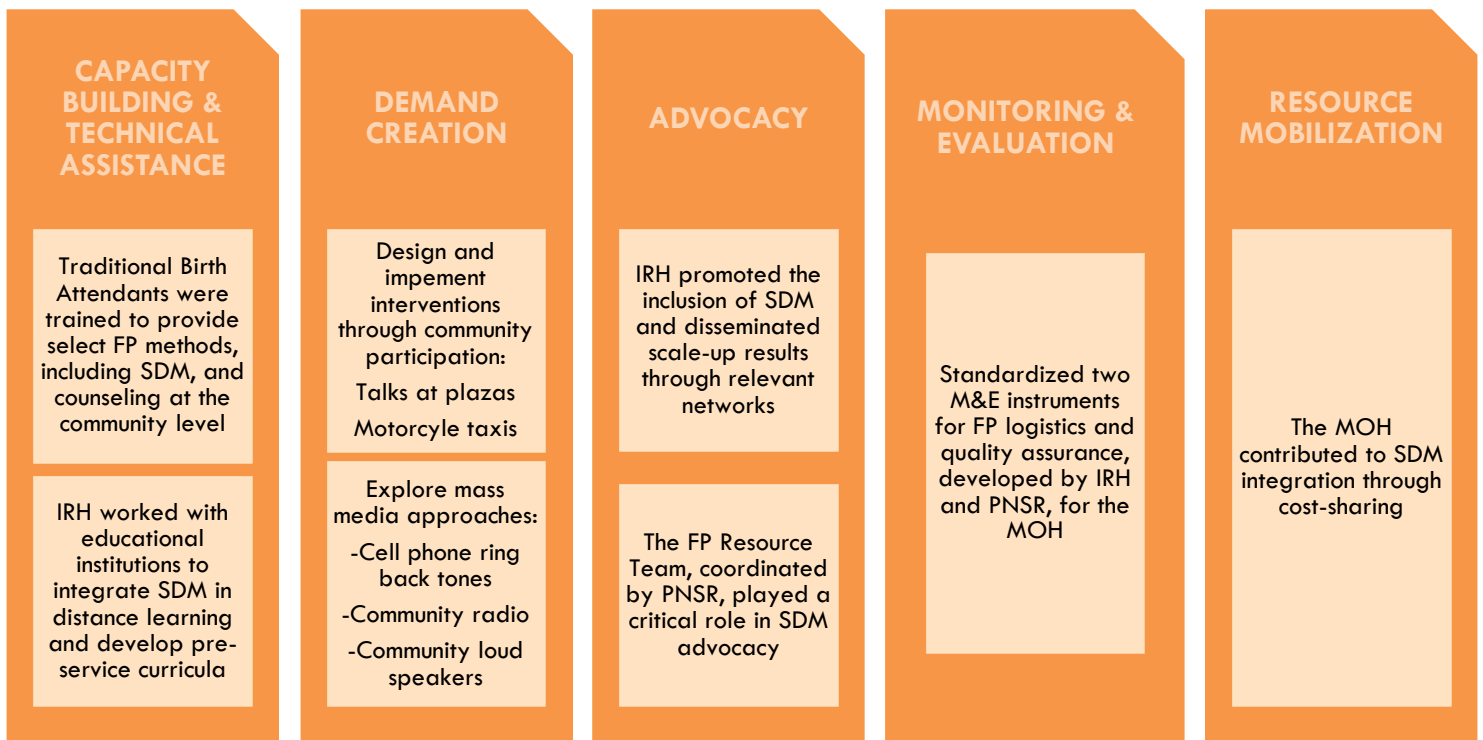 CAPACITY
BUILDING &
TECHNICAL
ASSISTANCE
Traditional Birth
Attendants were
trained to provide
select FP methods,
including SDM, and
counseling at the
community level
IRH worked with
educational
institutions to
integrate SDM in
distance learning
and develop pre-
service curricula
DEMAND
CREATION
Design and
impement
interventions
through community
participation:
Talks at plazas
Motorcyle taxis
Explore mass
media approaches:
-Cell phone ring
back tones
-Community radio
-Community loud
speakers
ADVOCACY
IRH promoted the
inclusion of SDM
and disseminated
scale-up results
through relevant
networks
The FP Resource
Team, coordinated
by PNSR, played a
critical role in SDM
advocacy
MONITORING &
EVALUATION
Standardized two
M&E instruments
for FP logistics and
quality assurance,
developed by IRH
and PNSR, for the
MOH
RESOURCE
MOBILIZATION
The MOH
contributed to SDM
integration through
cost-sharing